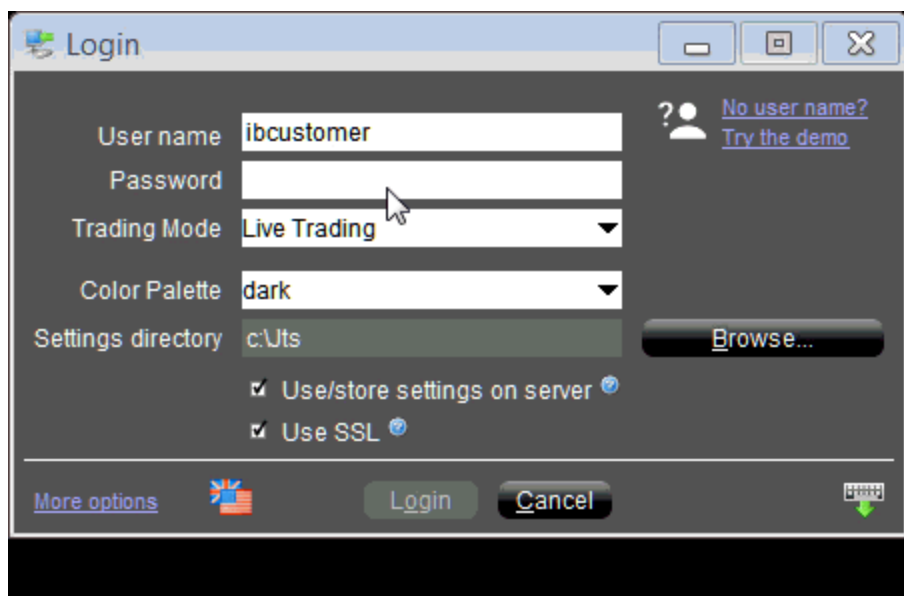 Login
No user name?
Try the demo
User name ibcustomer
Password
Trading Mode Live Trading
Color Palette dark
Settings directory c:\Jts Browse...
Use/store settings on server
Use SSL
More options Login Cancel